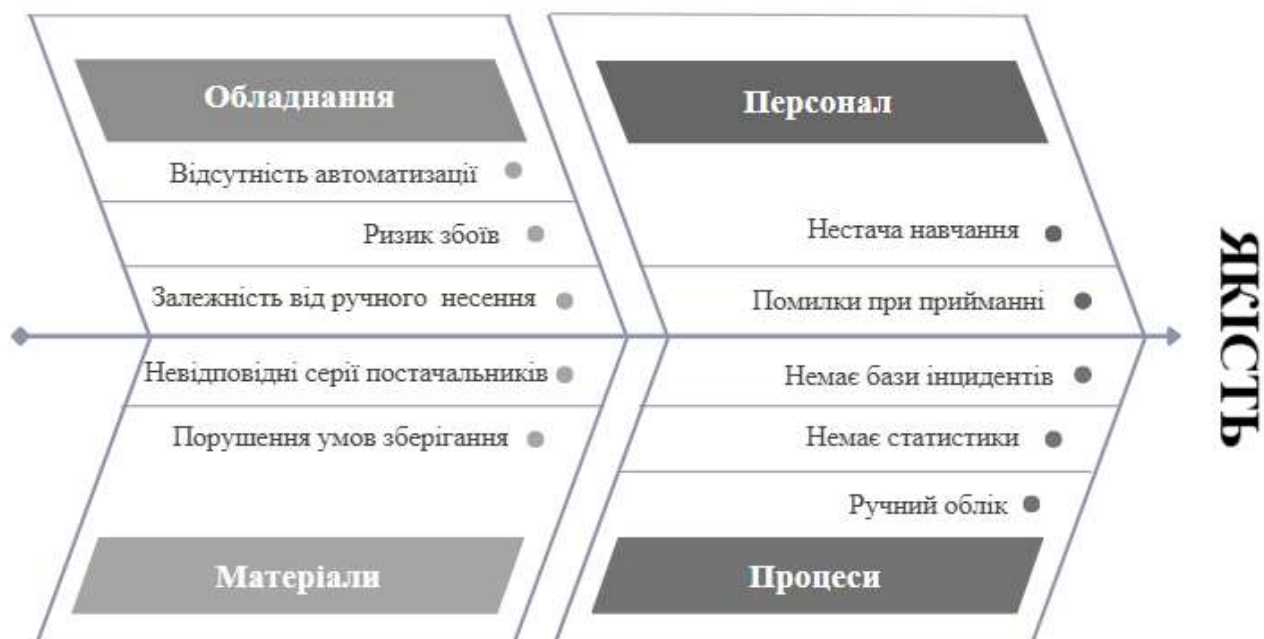 Обладнання
Відсутність автоматизації
Ризик збоїв
Залежність від ручного несення
Персонал
Нестача навчання
Помилки при прийманні
Невідповідні серії постачальників
Порушення умов зберігання
Матеріали
Немає бази інцидентів
Немає статистики
Ручний облік
Процеси
ЯКІСТЬ